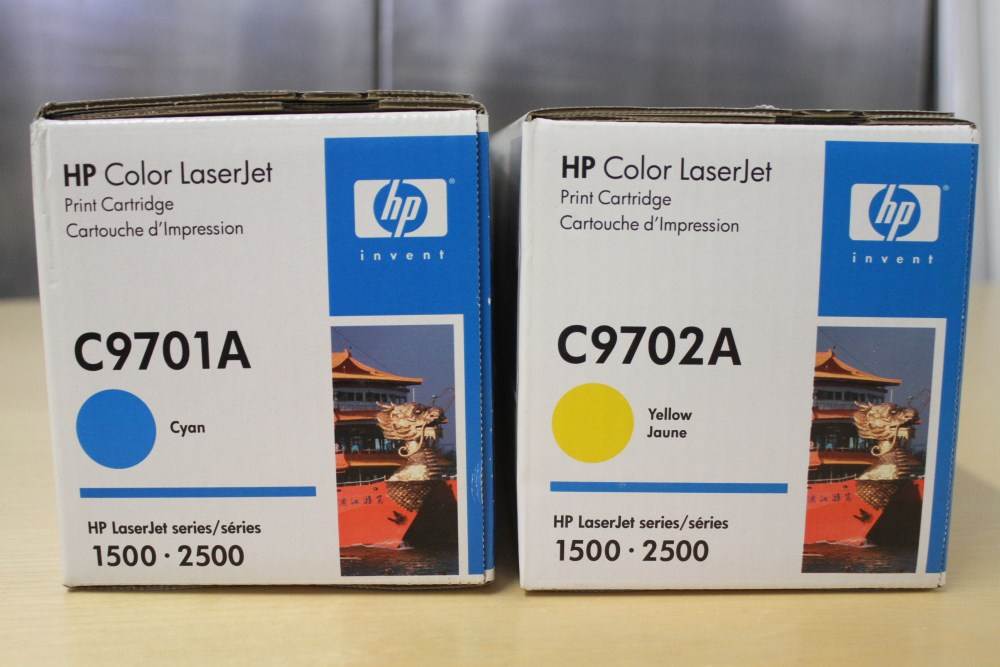 HP Color LaserJet
Print Cartridge
Cartouche d'Impression
hp
®
invent
C9701A
Cyan
HP LaserJet series/séries
1500 · 2500
HP Color LaserJet
Print Cartridge
Cartouche d'Impression
hp
®
invent
C9702A
Yellow
Jaune
HP LaserJet series/séries
1500 · 2500